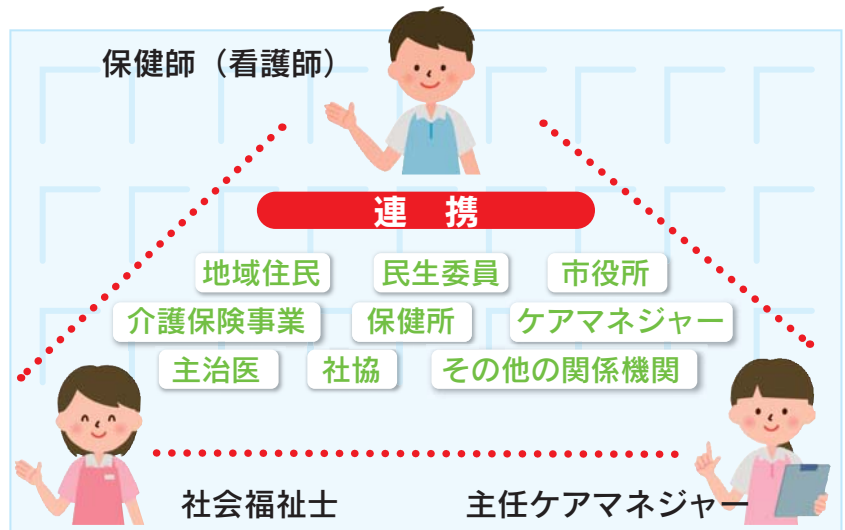 保健師（看護師）
連　携
地域住民　民生委員　市役所
介護保険事業　保健所　ケアマネジャー
主治医　社協　その他の関係機関
社会福祉士　主任ケアマネジャー